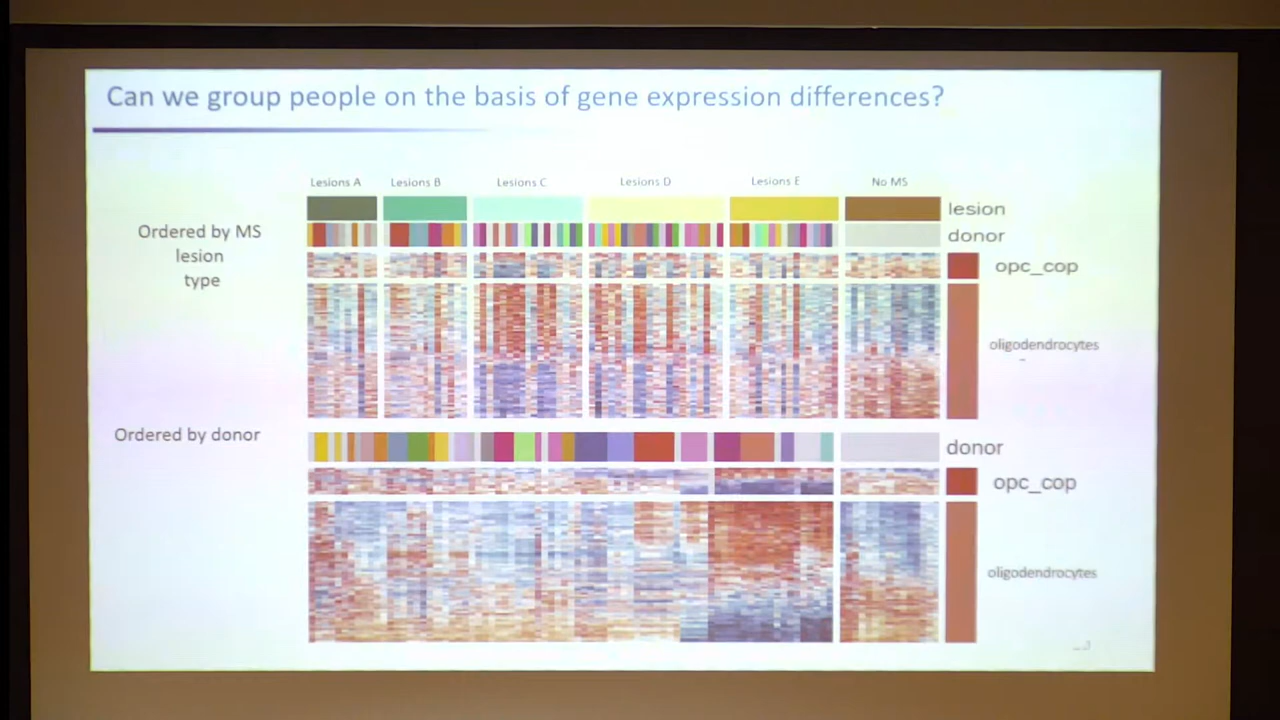 Can we group people on the basis of gene expression differences?
Lesions A
Lesions B
Lesions C
Lesions D
Lesions E
No MS
lesion
donor
Ordered by MS
lesion
type
opc_cop
oligodendrocytes
Ordered by donor
donor
opc_cop
oligodendrocytes